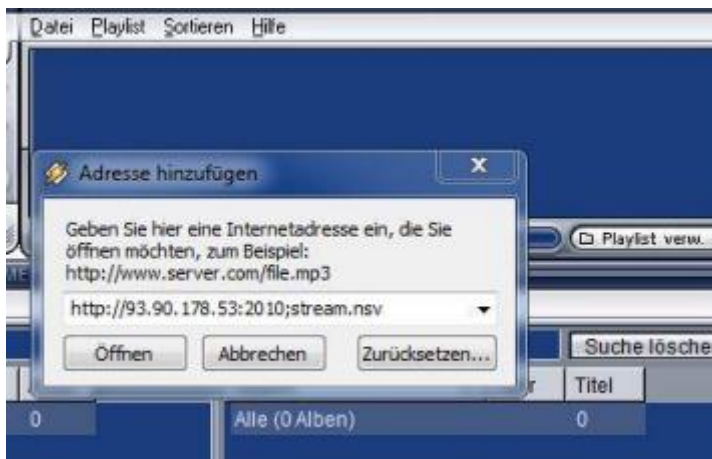 Datei Playlist Sortieren Hilfe
Adresse hinzufügen
Geben Sie hier eine Internetadresse ein, die Sie
öffnen möchten, zum Beispiel:
http://www.server.com/file.mp3
Playlist verw.
http://93.90.178.53:2010;stream.nsv
Öffnen Abbrechen Zurücksetzen...
Suche lösche
Titel
0 Alle (0 Alben) 0